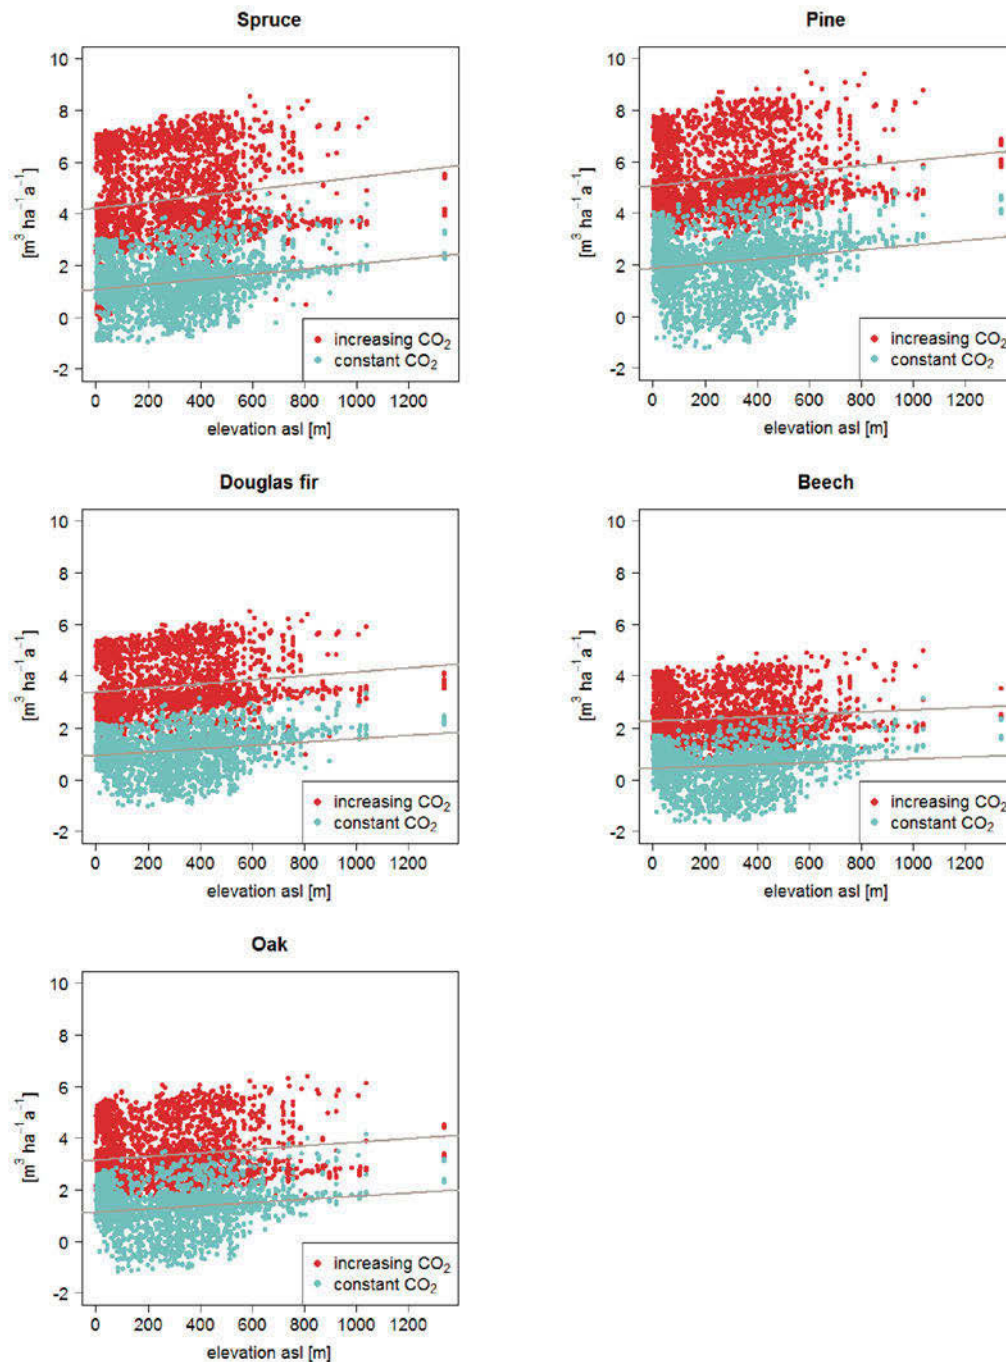 Spruce
10
8
6
4
2
0
-2
[m³ ha⁻¹a⁻¹]
increasing CO₂
constant CO₂
0 200 400 600 800 1000 1200
elevation asl [m]
Pine
10
8
6
4
2
0
-2
[m³ ha⁻¹a⁻¹]
increasing CO₂
constant CO₂
0 200 400 600 800 1000 1200
elevation asl [m]
Douglas fir
10
8
6
4
2
0
-2
[m³ ha⁻¹a⁻¹]
increasing CO₂
constant CO₂
0 200 400 600 800 1000 1200
elevation asl [m]
Beech
10
8
6
4
2
0
-2
[m³ ha⁻¹a⁻¹]
increasing CO₂
constant CO₂
0 200 400 600 800 1000 1200
elevation asl [m]
Oak
10
8
6
4
2
0
-2
[m³ ha⁻¹a⁻¹]
increasing CO₂
constant CO₂
0 200 400 600 800 1000 1200
elevation asl [m]